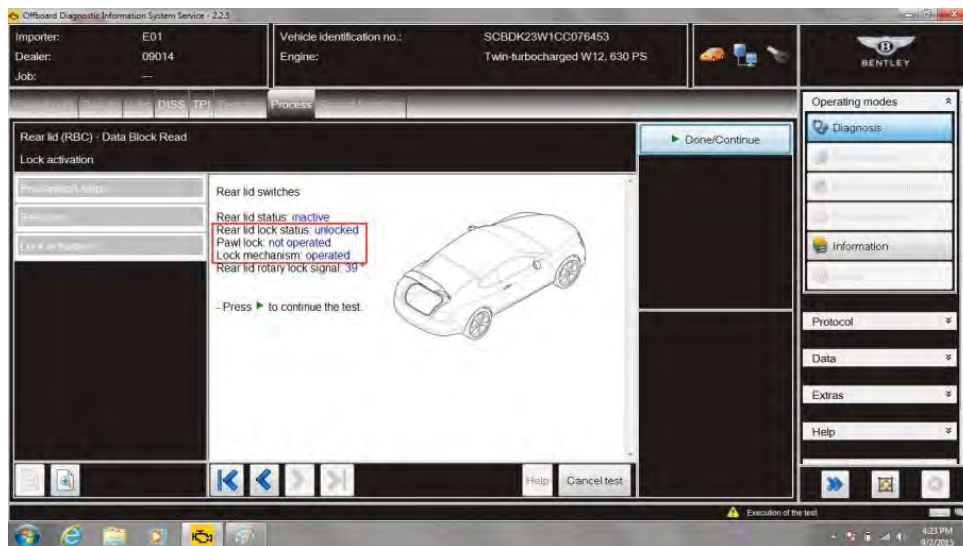 Offboard Diagnostic Information System Service - 2.2.5
Importer: E01
Dealer: 09014
Job: ---
Vehicle identification no.: SCBDK23W1CC076453
Engine: Twin-turbocharged W12, 630 PS
BENTLEY
DISS TPI Process
Rear lid (RBC) - Data Block Read
Lock activation
Done/Continue
Rear lid switches
Rear lid status: inactive
Rear lid lock status: unlocked
Pawl lock: not operated
Lock mechanism: operated
Rear lid rotary lock signal: 39 °
- Press ► to continue the test.
Help Cancel test
Operating modes
Diagnosis
Information
Protocol
Data
Extras
Help
Execution of the test
4:23 PM
9/2/2015